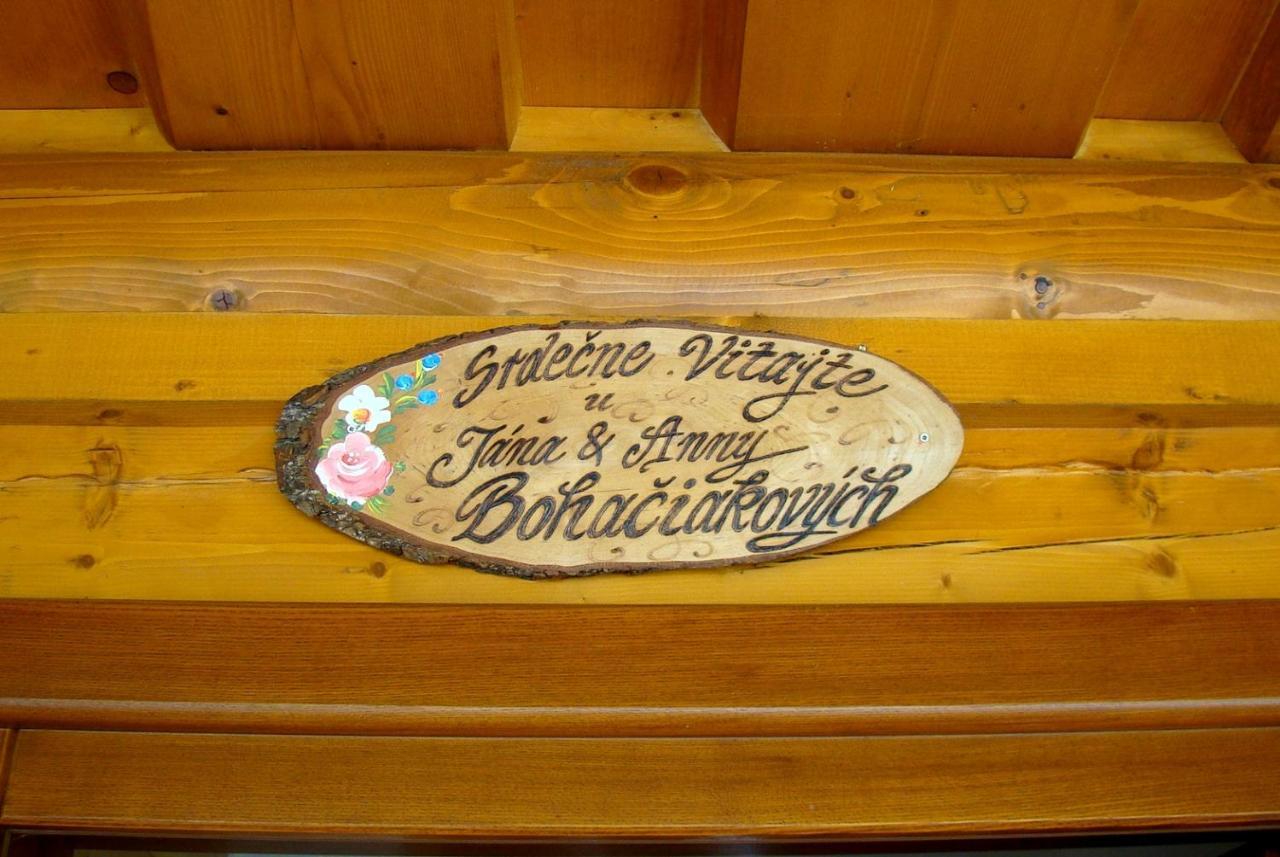 Srdečne Vitajte
u
Jána & Anny
Bohačiakových